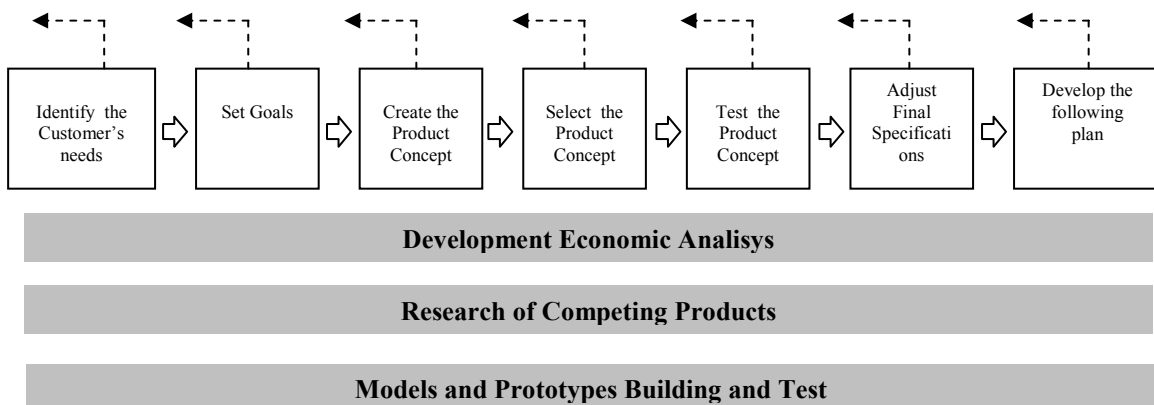 Identify the
Customer's
needs
Set Goals
Create the
Product
Concept
Select the
Product
Concept
Test the
Product
Concept
Adjust
Final
Specificati
ons
Develop the
following
plan
Development Economic Analisys
Research of Competing Products
Models and Prototypes Building and Test